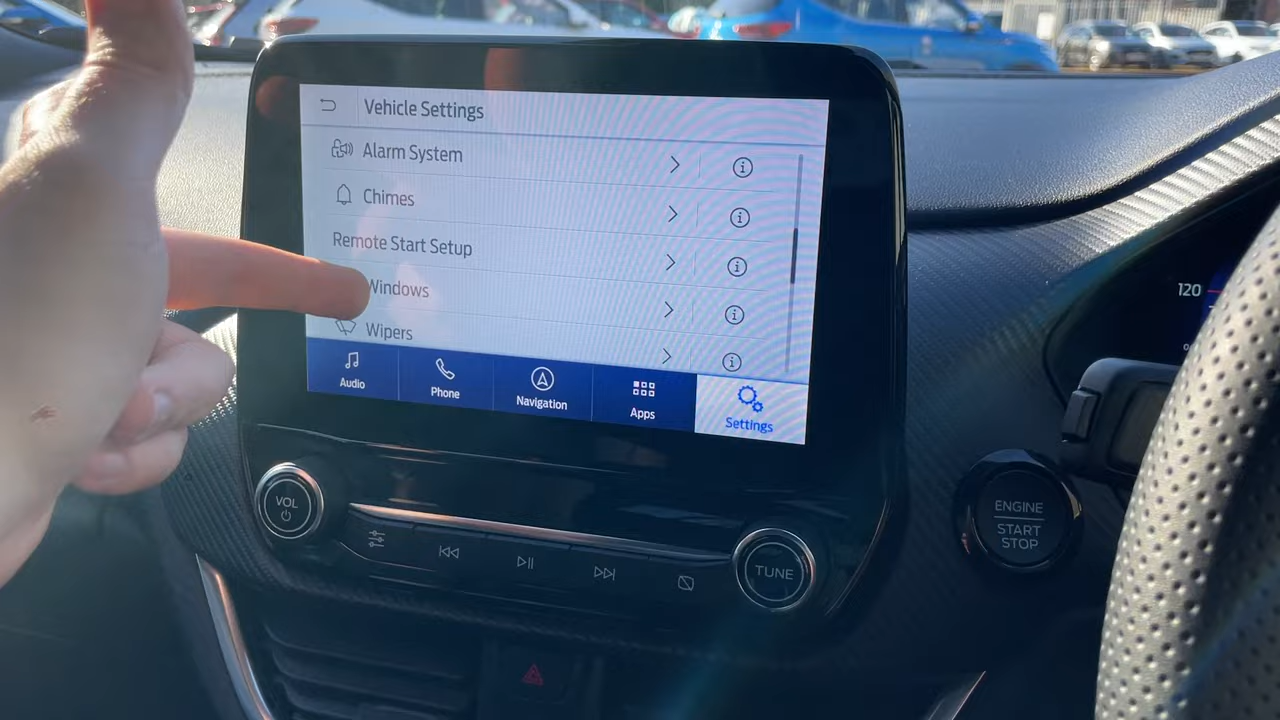 Vehicle Settings
Alarm System
Chimes
Remote Start Setup
Windows
Wipers
Audio
Phone
Navigation
Apps
Settings
VOL
TUNE
ENGINE
START
STOP
120